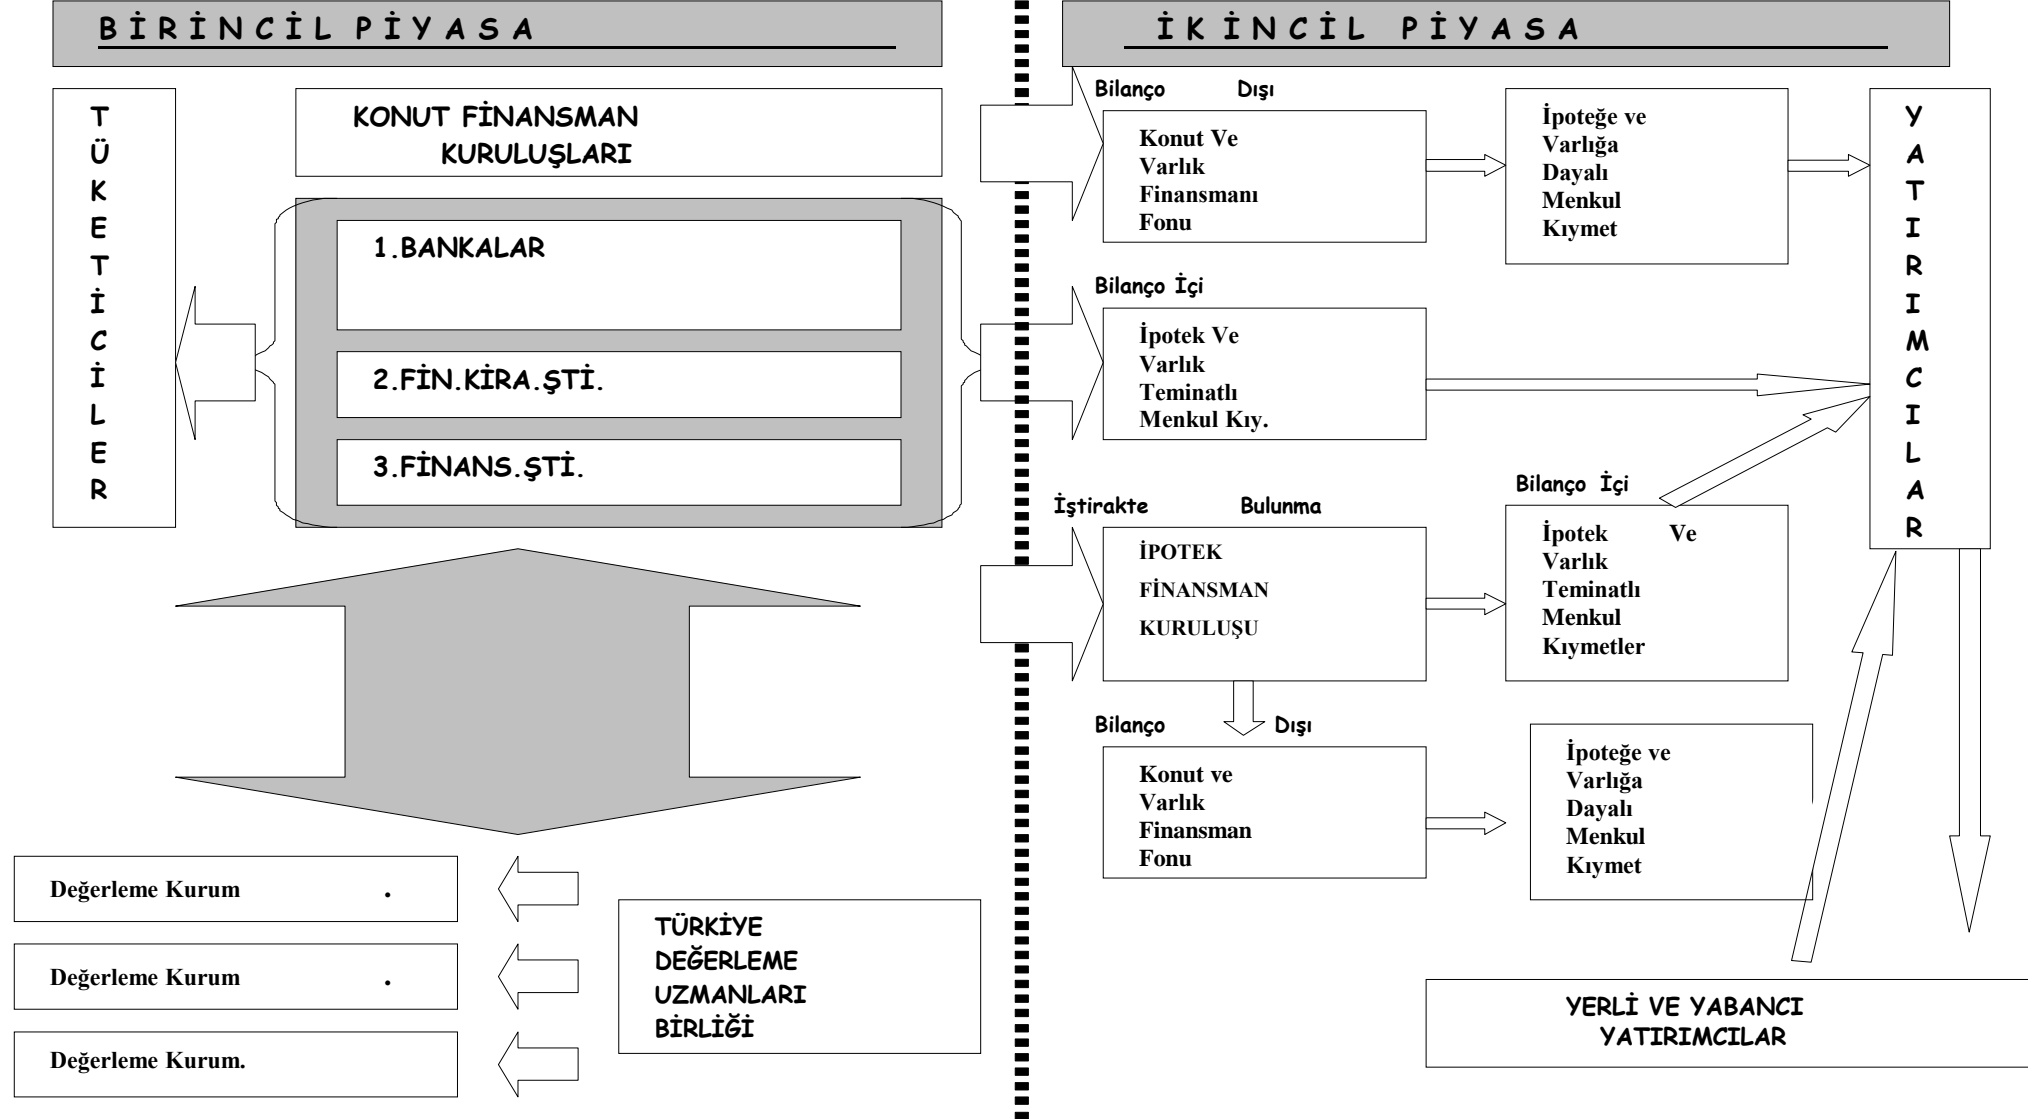 BİRİNCİL PİYASA
İKİNCİL PİYASA
TÜKETİCİLER
KONUT FİNANSMAN
KURULUŞLARI
1.BANKALAR
2.FİN.KİRA.ŞTİ.
3.FİNANS.ŞTİ.
Değerleme Kurum .
Değerleme Kurum .
Değerleme Kurum.
TÜRKİYE
DEĞERLEME
UZMANLARI
BİRLİĞİ
Bilanço Dışı
Konut Ve
Varlık
Finansmanı
Fonu
İpoteğe ve
Varlığa
Dayalı
Menkul
Kıymet
Bilanço İçi
İpotek Ve
Varlık
Teminatlı
Menkul Kıy.
İştirakte Bulunma
İPOTEK
FİNANSMAN
KURULUŞU
Bilanço İçi
İpotek Ve
Varlık
Teminatlı
Menkul
Kıymetler
Bilanço Dışı
Konut ve
Varlık
Finansman
Fonu
İpoteğe ve
Varlığa
Dayalı
Menkul
Kıymet
YATIRIMCILAR
YERLİ VE YABANCI
YATIRIMCILAR